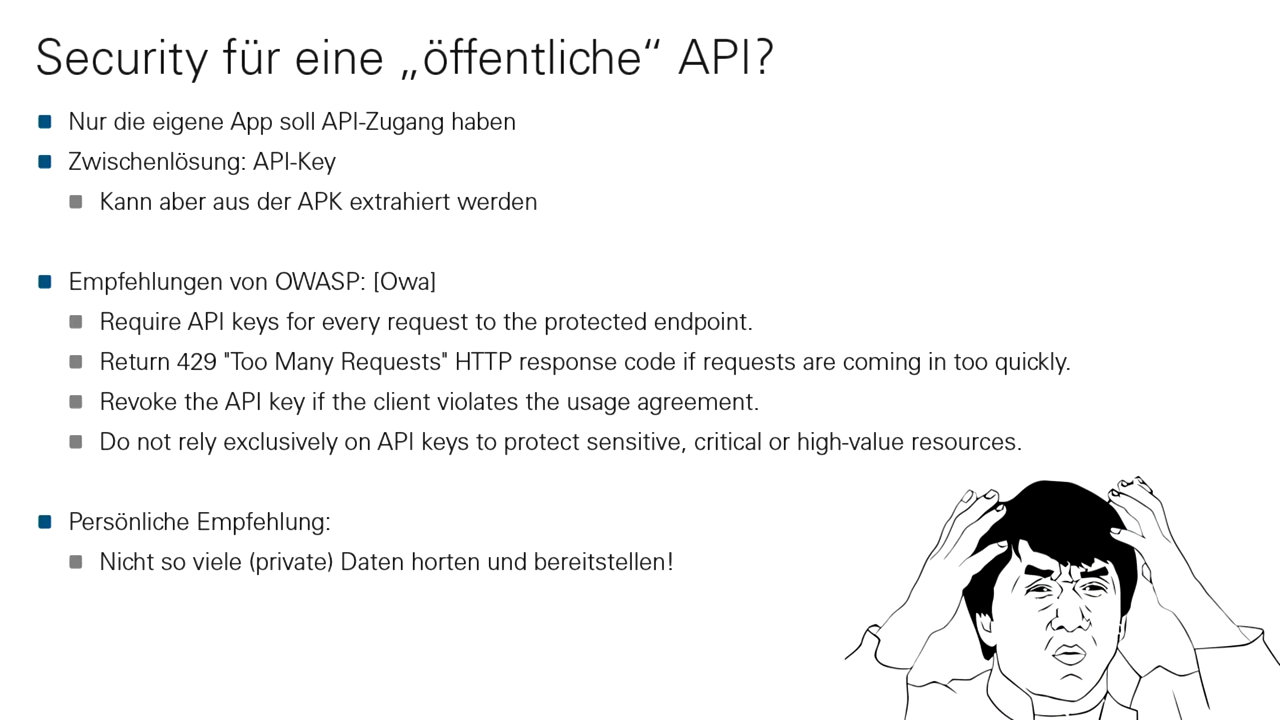 Security für eine „öffentliche“ API?
Nur die eigene App soll API-Zugang haben
Zwischenlösung: API-Key
Kann aber aus der APK extrahiert werden
Empfehlungen von OWASP: [Owa]
Require API keys for every request to the protected endpoint.
Return 429 "Too Many Requests" HTTP response code if requests are coming in too quickly.
Revoke the API key if the client violates the usage agreement.
Do not rely exclusively on API keys to protect sensitive, critical or high-value resources.
Persönliche Empfehlung:
Nicht so viele (private) Daten horten und bereitstellen!